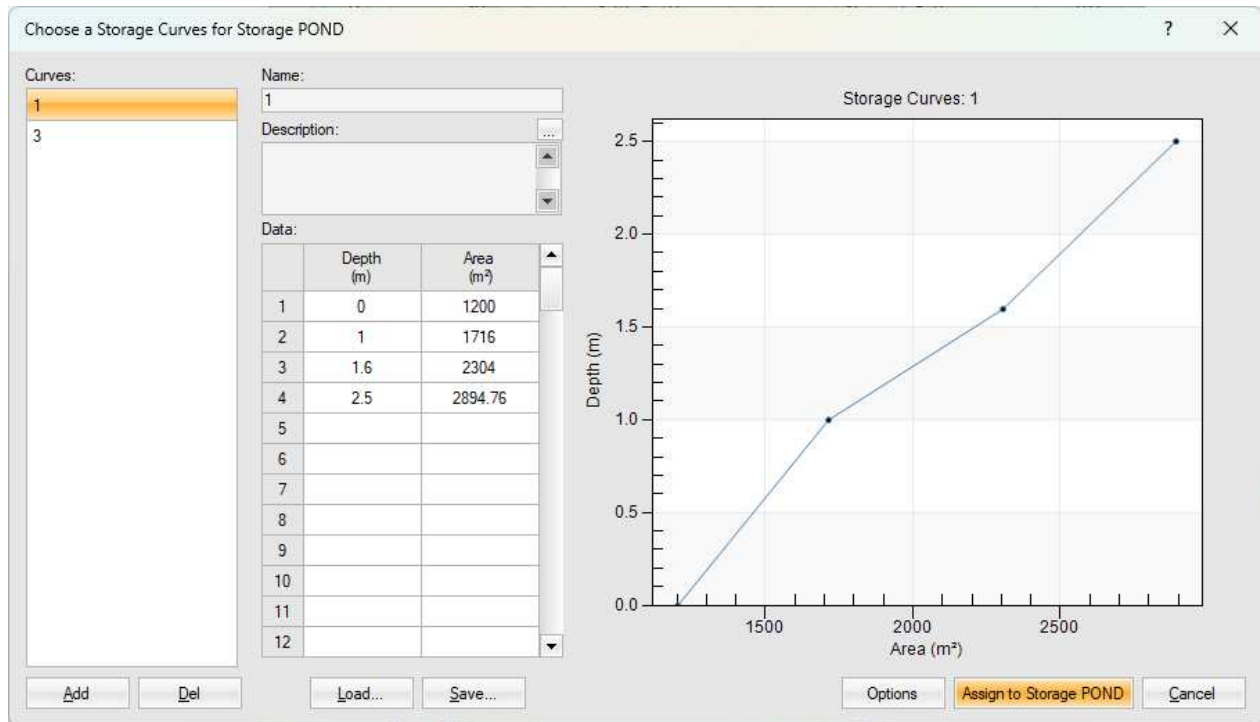 Choose a Storage Curves for Storage POND
? ×
Curves:
1
3
Name:
1
Description:
...
Data:
Depth (m) Area (m²)
1 0 1200
2 1 1716
3 1.6 2304
4 2.5 2894.76
5
6
7
8
9
10
11
12
Storage Curves: 1
2.5
2.0
1.5
1.0
0.5
0.0
Depth (m)
1500 2000 2500
Area (m²)
Add Del Load... Save... Options Assign to Storage POND Cancel